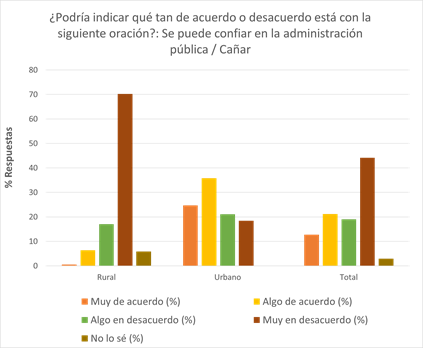 ¿Podría indicar qué tan de acuerdo o desacuerdo está con la
siguiente oración?: Se puede confiar en la administración
pública / Cañar
80
70
60
50
40
30
20
10
0
% Respuestas
Rural Urbano Total
Muy de acuerdo (%) Algo de acuerdo (%)
Algo en desacuerdo (%) Muy en desacuerdo (%)
No lo sé (%)